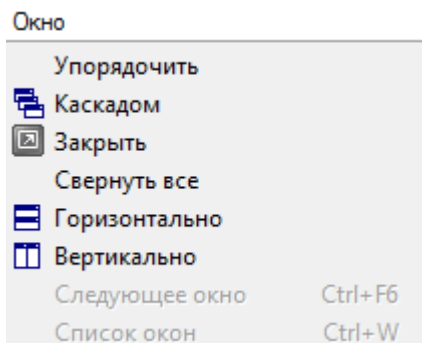 Окно
Упорядочить
Каскадом
Закрыть
Свернуть все
Горизонтально
Вертикально
Следующее окно Ctrl+F6
Список окон Ctrl+W